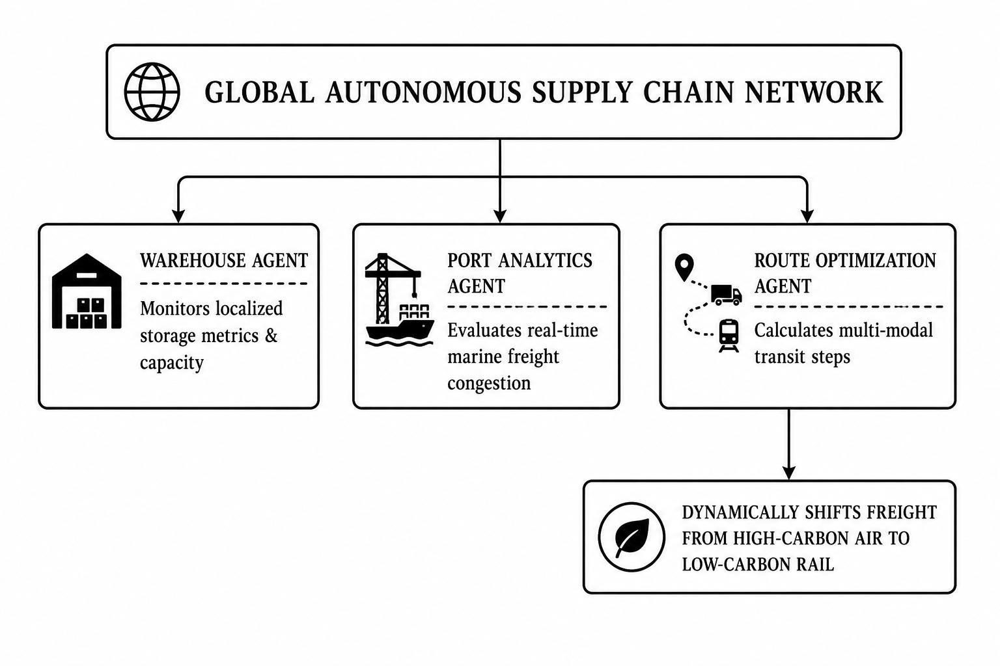 GLOBAL AUTONOMOUS SUPPLY CHAIN NETWORK
WAREHOUSE AGENT
Monitors localized
storage metrics &
capacity
PORT ANALYTICS
AGENT
Evaluates real-time
marine freight
congestion
ROUTE OPTIMIZATION
AGENT
Calculates multi-modal
transit steps
DYNAMICALLY SHIFTS FREIGHT
FROM HIGH-CARBON AIR TO
LOW-CARBON RAIL